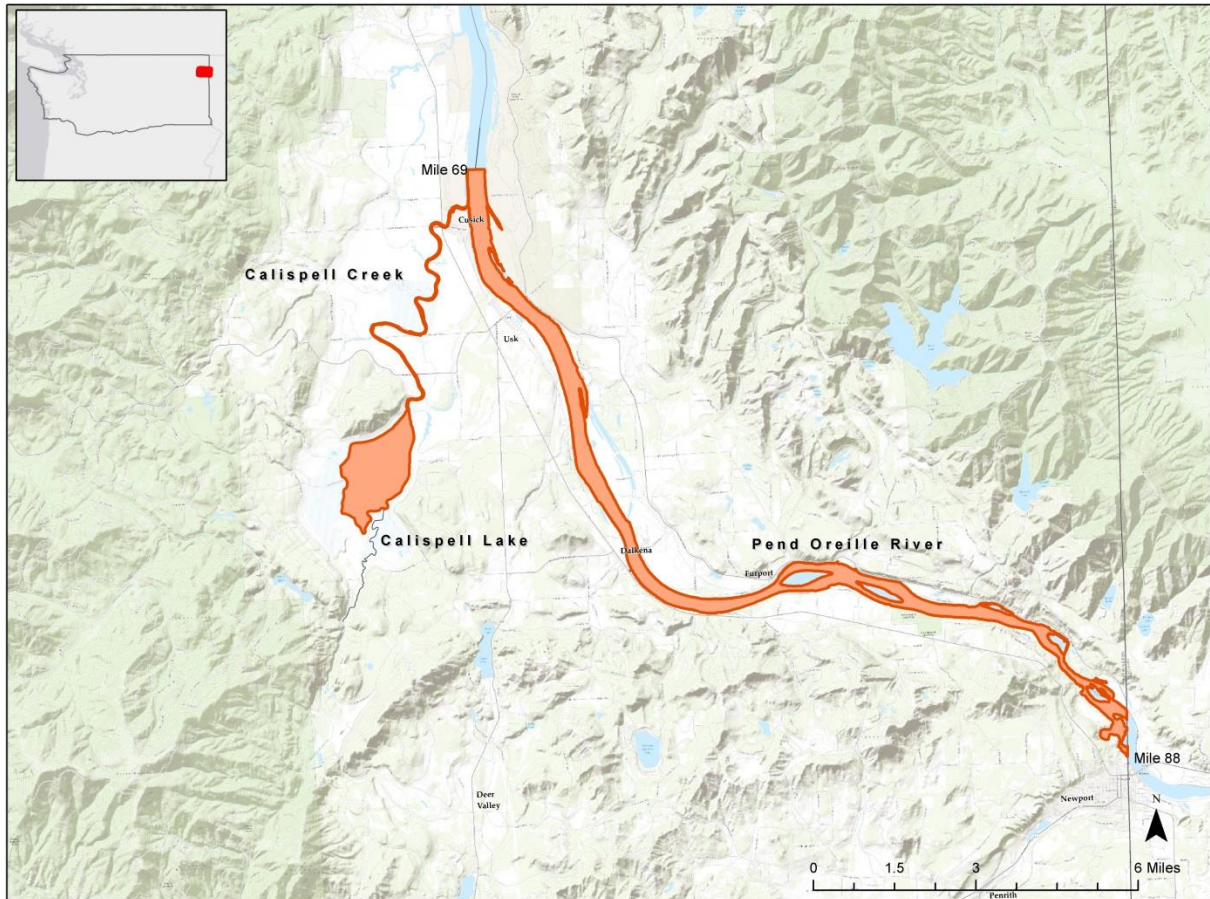 Mile 69
Cusick
Calispell Creek
Usk
Calispell Lake
Dalkena
Pend Oreille River
Furport
Mile 88
Deer
Valley
Newport
N
0 1.5 3 6 Miles
Penrith